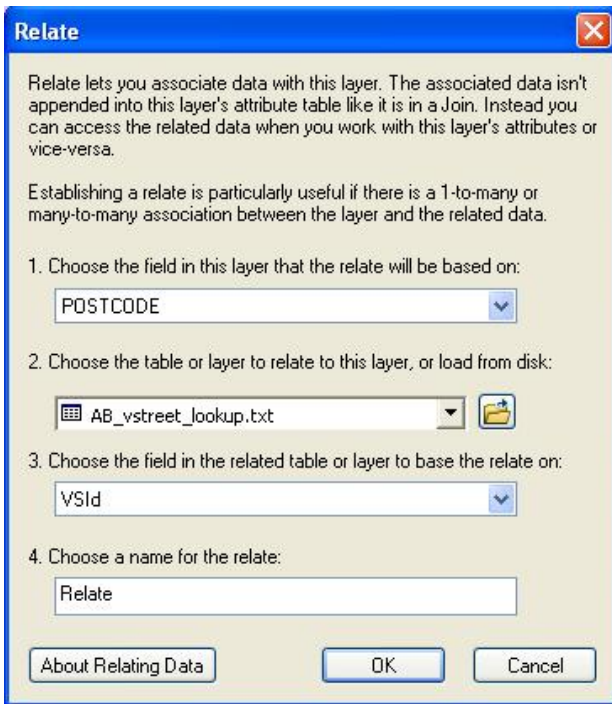 Relate
Relate lets you associate data with this layer. The associated data isn't
appended into this layer's attribute table like it is in a Join. Instead you
can access the related data when you work with this layer's attributes or
vice-versa.
Establishing a relate is particularly useful if there is a 1-to-many or
many-to-many association between the layer and the related data.
1. Choose the field in this layer that the relate will be based on:
POSTCODE
2. Choose the table or layer to relate to this layer, or load from disk:
AB_vstreet_lookup.txt
3. Choose the field in the related table or layer to base the relate on:
VSId
4. Choose a name for the relate:
Relate
About Relating Data OK Cancel